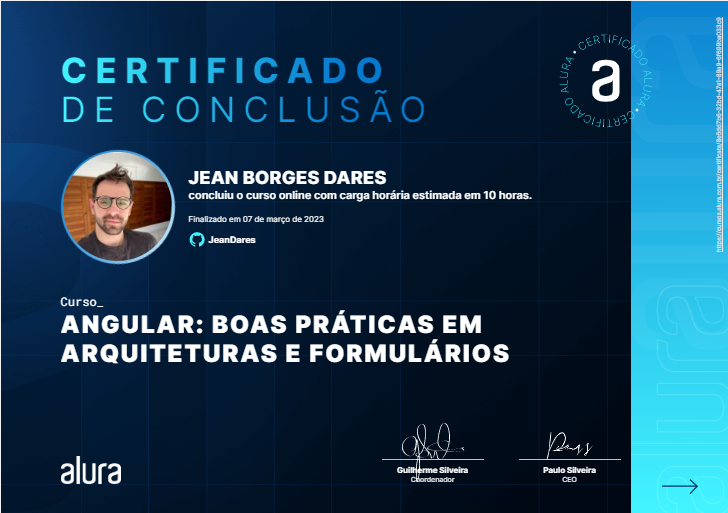 CERTIFICADO
DE CONCLUSÃO
CERTIFICADO ALURA • CERTIFICADO ALURA •
a
JEAN BORGES DARES
concluiu o curso online com carga horária estimada em 10 horas.
Finalizado em 07 de março de 2023
JeanDares
Curso_
ANGULAR: BOAS PRÁTICAS EM
ARQUITETURAS E FORMULÁRIOS
alura
Guilherme Silveira
Coordenador
Paulo Silveira
CEO
alura